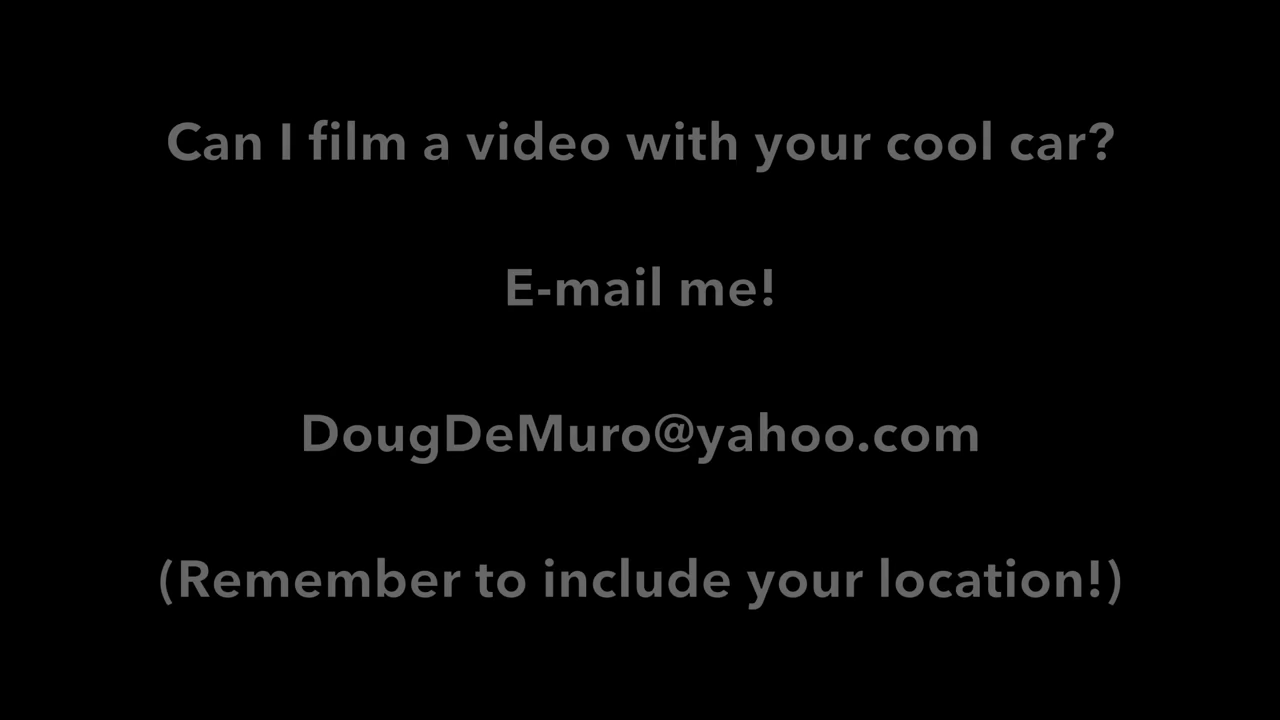 Can I film a video with your cool car?
E-mail me!
DougDeMuro@yahoo.com
(Remember to include your location!)